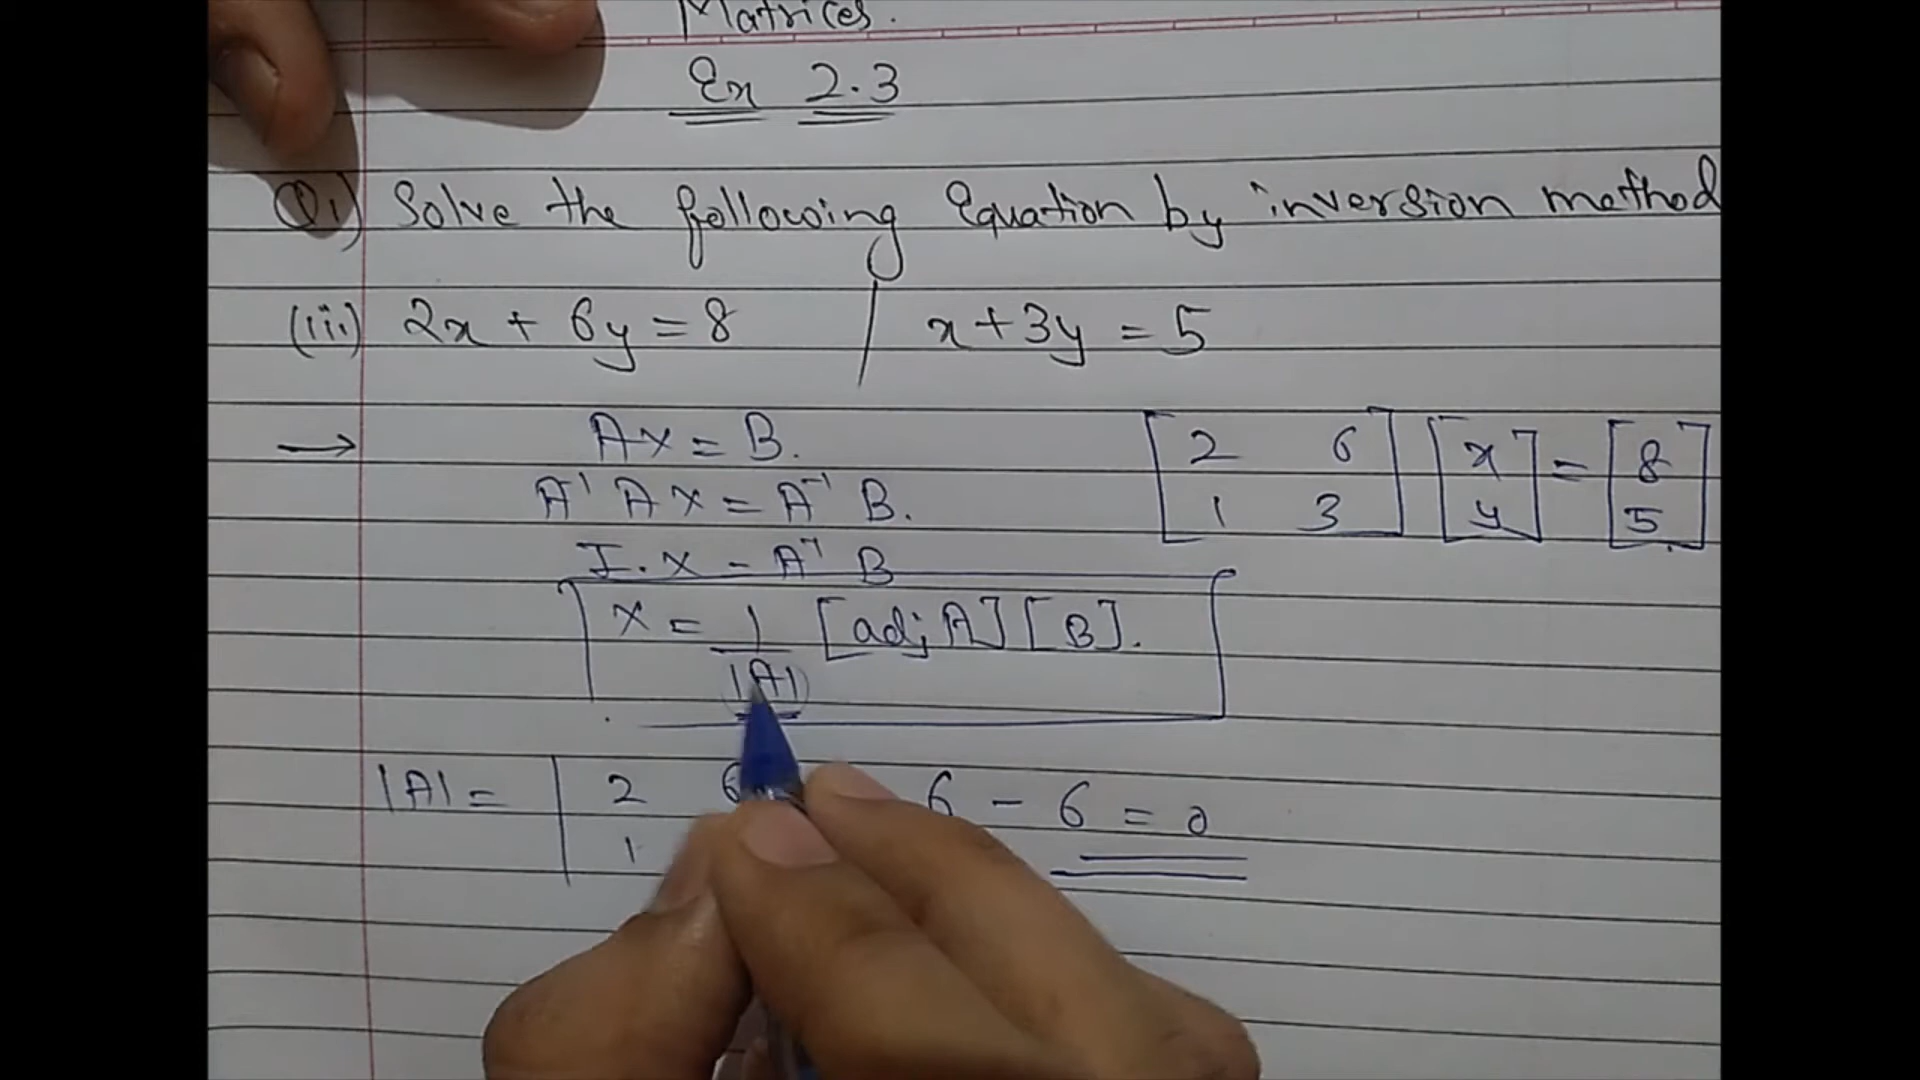 Matrices.
Ex 2.3
Q1) Solve the following Equation by inversion method
(iii) 2x + 6y = 8 / x + 3y = 5
→ AX = B.
[2 6
1 3] [x
y] = [8
5]
A⁻¹ A X = A⁻¹ B.
I . X = A⁻¹ B
X = 1/|A| [adj A] [B].
|A| = | 2 6 6 - 6 = 0
1